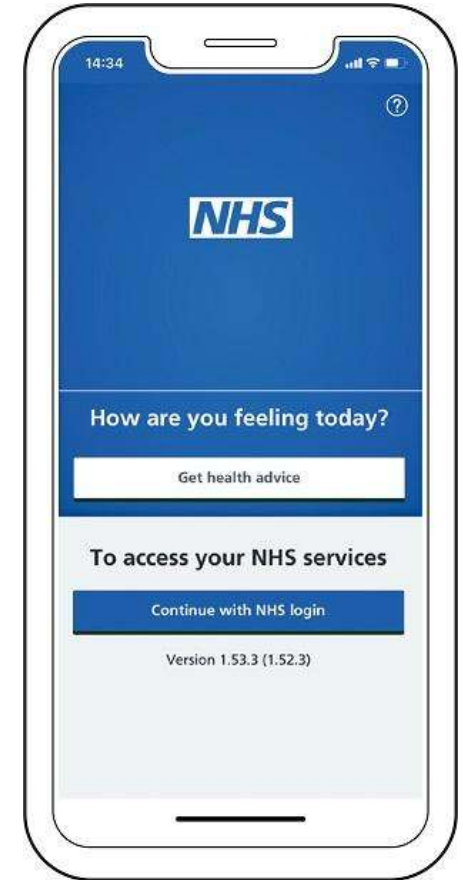 14:34
?
NHS
How are you feeling today?
Get health advice
To access your NHS services
Continue with NHS login
Version 1.53.3 (1.52.3)